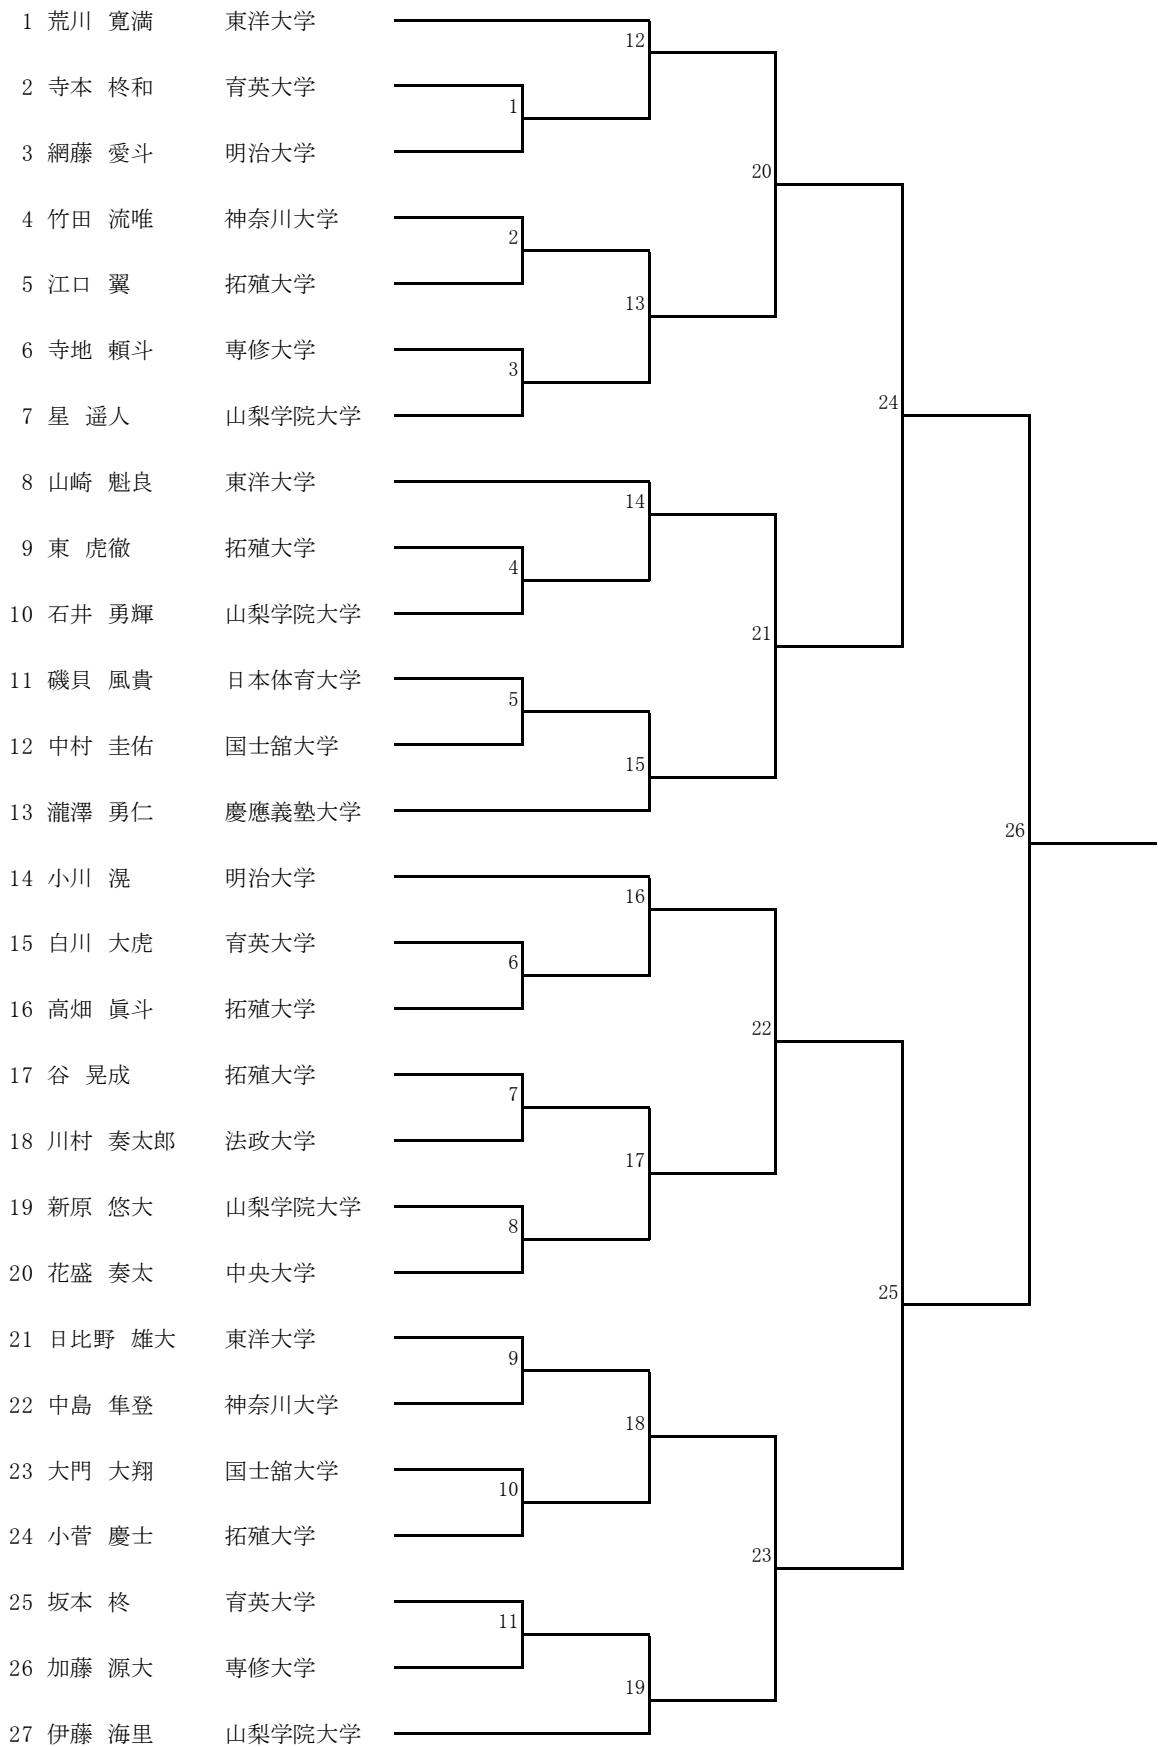 1 荒川 寛満 東洋大学
12
2 寺本 柊和 育英大学
1
3 網藤 愛斗 明治大学
20
4 竹田 流唯 神奈川大学
2
5 江口 翼 拓殖大学
13
6 寺地 頼斗 専修大学
3
7 星 遥人 山梨学院大学
24
8 山崎 魁良 東洋大学
14
9 東 虎徹 拓殖大学
4
10 石井 勇輝 山梨学院大学
21
11 磯貝 風貴 日本体育大学
5
12 中村 圭佑 国士舘大学
15
13 瀧澤 勇仁 慶應義塾大学
26
14 小川 滉 明治大学
16
15 白川 大虎 育英大学
6
16 高畑 眞斗 拓殖大学
22
17 谷 晃成 拓殖大学
7
18 川村 奏太郎 法政大学
17
19 新原 悠大 山梨学院大学
8
20 花盛 奏太 中央大学
25
21 日比野 雄大 東洋大学
9
22 中島 隼登 神奈川大学
18
23 大門 大翔 国士舘大学
10
24 小菅 慶士 拓殖大学
23
25 坂本 柊 育英大学
11
26 加藤 源大 専修大学
19
27 伊藤 海里 山梨学院大学